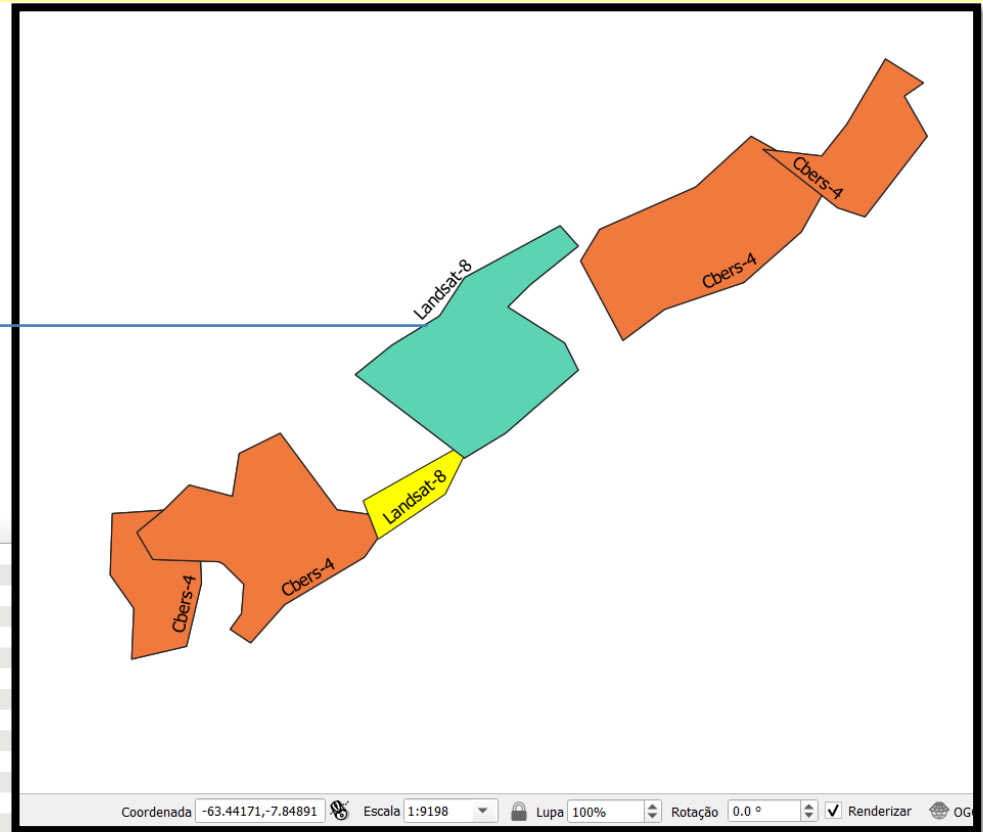 Cbers-4
Cbers-4
Landsat-8
Landsat-8
Cbers-4
Cbers-4
Coordenada -63.44171,-7.84891 Escala 1:9198 Lupa 100% Rotação 0.0 ° Renderizar